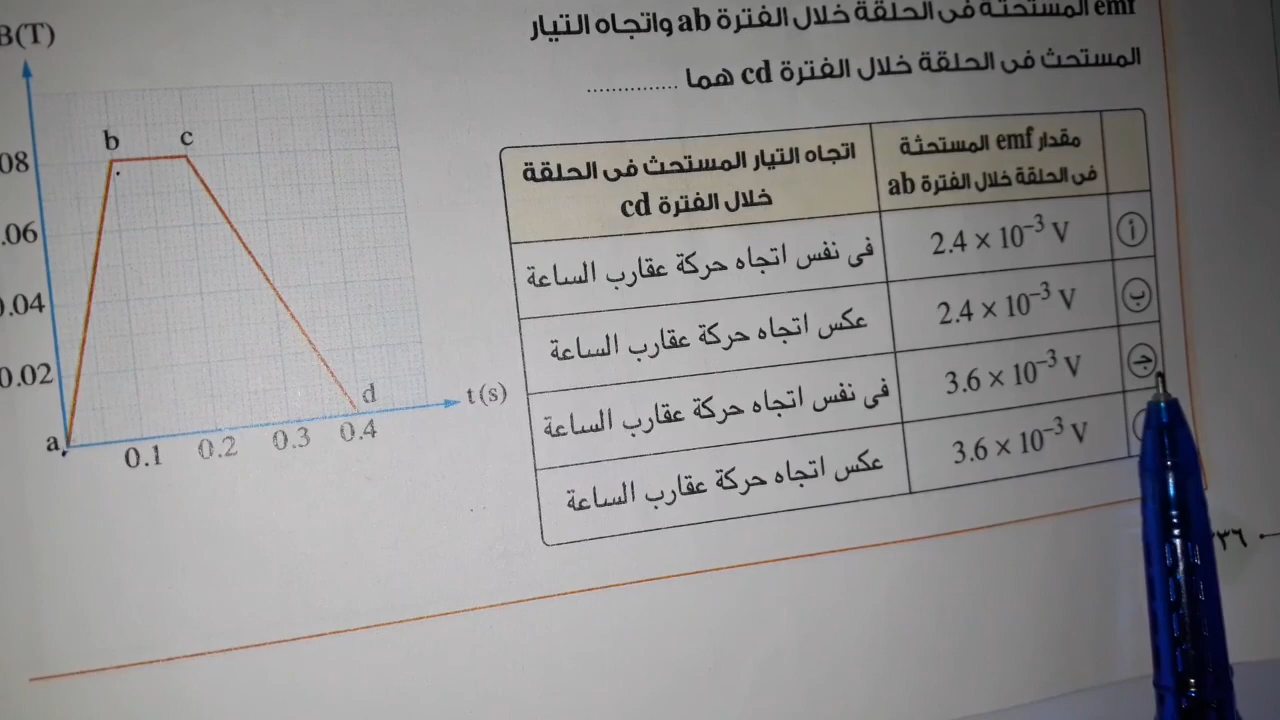 emf المستحثة فى الحلقة خلال الفترة ab واتجاه التيار
المستحث فى الحلقة خلال الفترة cd هما ...............
مقدار emf المستحثة فى الحلقة خلال الفترة ab
اتجاه التيار المستحث فى الحلقة خلال الفترة cd
أ 2.4 × 10⁻³ V فى نفس اتجاه حركة عقارب الساعة
ب 2.4 × 10⁻³ V عكس اتجاه حركة عقارب الساعة
جـ 3.6 × 10⁻³ V فى نفس اتجاه حركة عقارب الساعة
3.6 × 10⁻³ V عكس اتجاه حركة عقارب الساعة
B(T)
b c
08
.06
0.04
0.02
a d t(s)
0.1 0.2 0.3 0.4